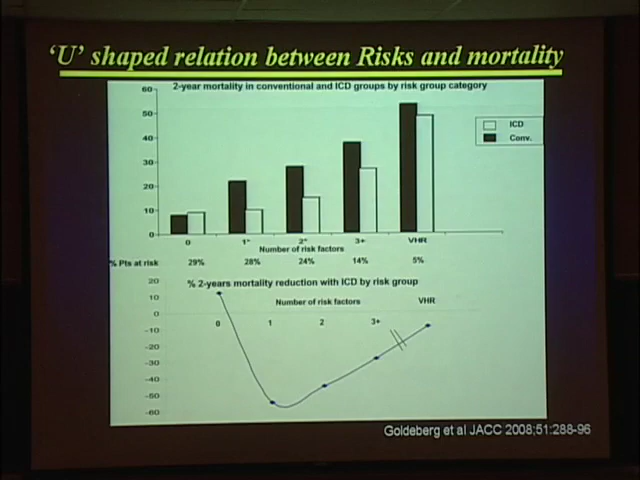 ‘U’ shaped relation between Risks and mortality
2-year mortality in conventional and ICD groups by risk group category
60
50
40
30
20
10
0
ICD
Conv.
0 1* 2* 3+ VHR
Number of risk factors
% Pts at risk 29% 28% 24% 14% 5%
% 2-years mortality reduction with ICD by risk group
20
10
0
-10
-20
-30
-40
-50
-60
Number of risk factors VHR
0 1 2 3+
Goldeberg et al JACC 2008;51:288-96